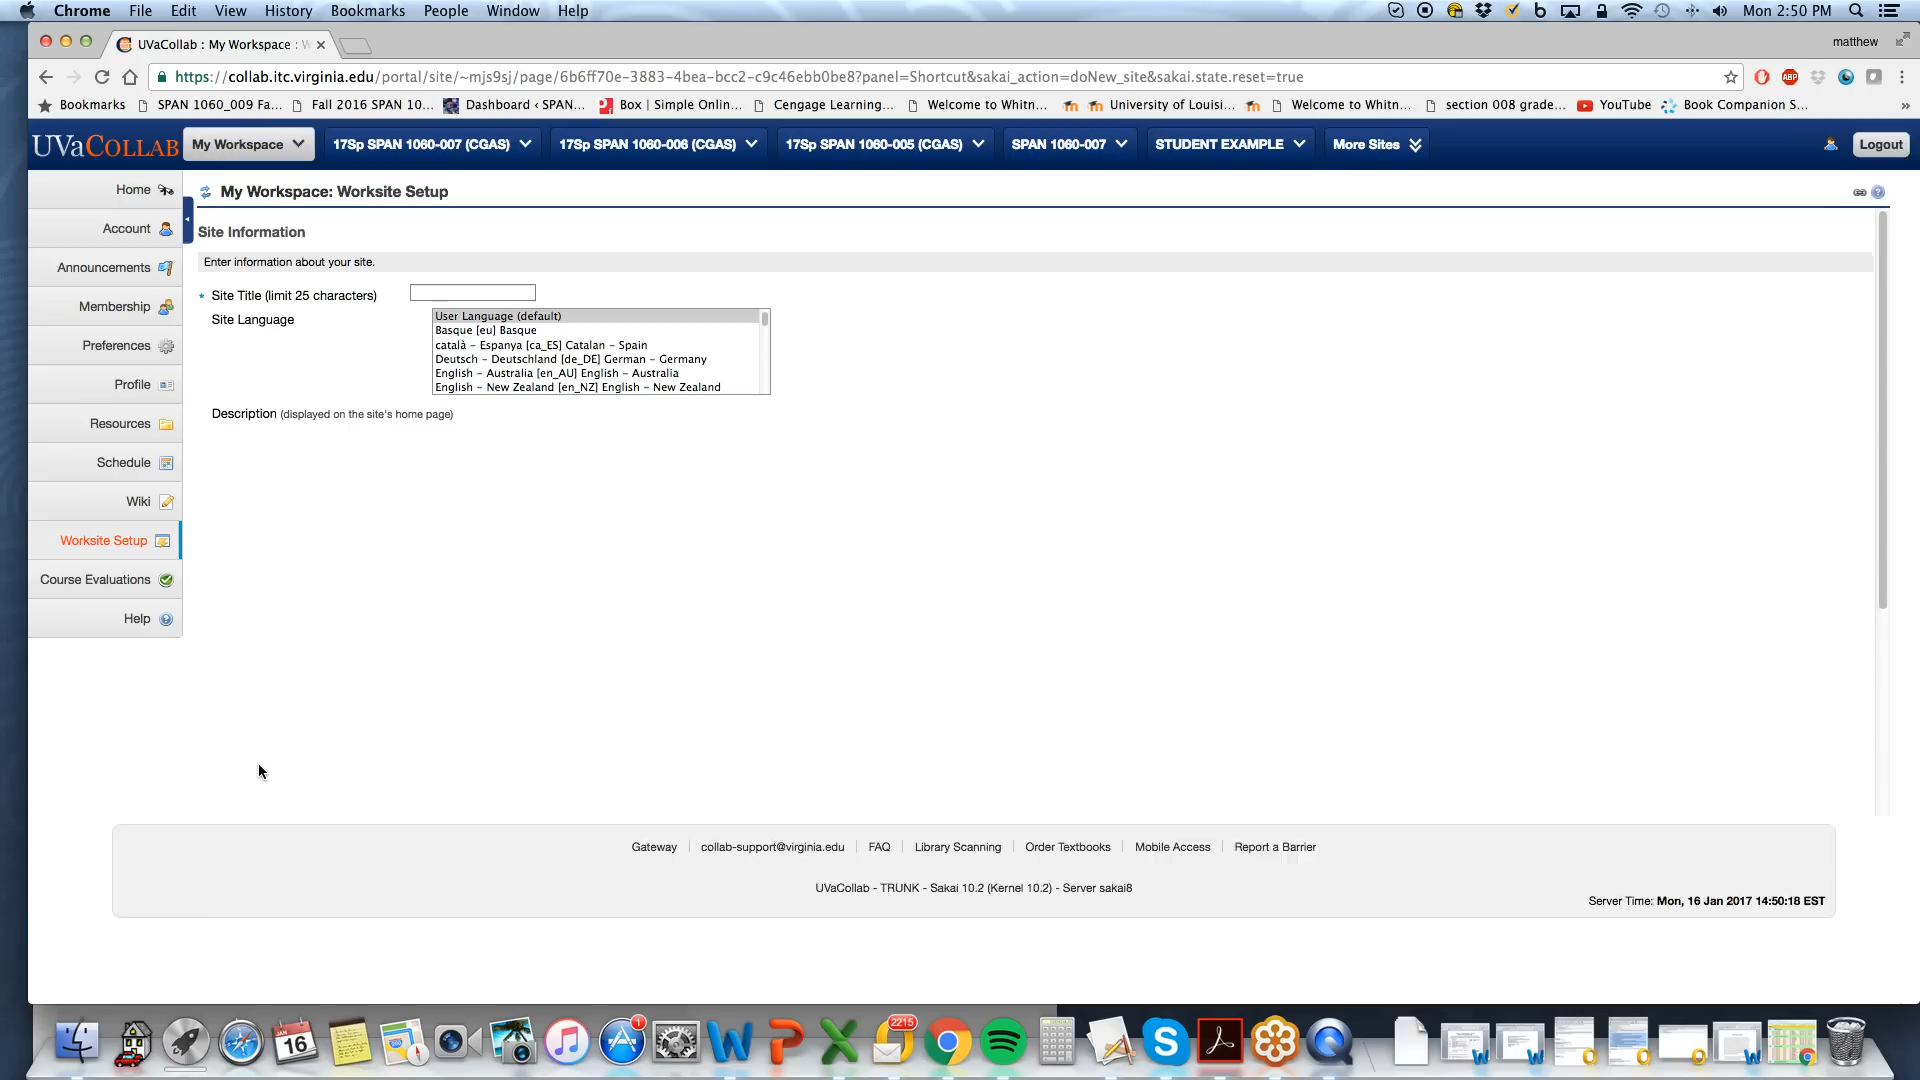 Chrome File Edit View History Bookmarks People Window Help
Mon 2:50 PM
UVaCollab : My Workspace :
matthew
https://collab.itc.virginia.edu/portal/site/~mjs9sj/page/6b6ff70e-3883-4bea-bcc2-c9c46ebb0be8?panel=Shortcut&sakai_action=doNew_site&sakai.state.reset=true
ABP
Bookmarks SPAN 1060_009 Fa... Fall 2016 SPAN 10... Dashboard ‹ SPAN... Box | Simple Onlin... Cengage Learning... Welcome to Whitn... University of Louisi... Welcome to Whitn... section 008 grade... YouTube Book Companion S... »
UVACOLLAB My Workspace 17Sp SPAN 1060-007 (CGAS) 17Sp SPAN 1060-006 (CGAS) 17Sp SPAN 1060-005 (CGAS) SPAN 1060-007 STUDENT EXAMPLE More Sites Logout
Home
Account
Announcements
Membership
Preferences
Profile
Resources
Schedule
Wiki
Worksite Setup
Course Evaluations
Help
My Workspace: Worksite Setup
Site Information
Enter information about your site.
* Site Title (limit 25 characters)
Site Language
User Language (default)
Basque [eu] Basque
català - Espanya [ca_ES] Catalan - Spain
Deutsch - Deutschland [de_DE] German - Germany
English - Australia [en_AU] English - Australia
English - New Zealand [en_NZ] English - New Zealand
Description (displayed on the site's home page)
Gateway collab-support@virginia.edu FAQ Library Scanning Order Textbooks Mobile Access Report a Barrier
UVaCollab - TRUNK - Sakai 10.2 (Kernel 10.2) - Server sakai8
Server Time: Mon, 16 Jan 2017 14:50:18 EST
JAN
16
1
2215